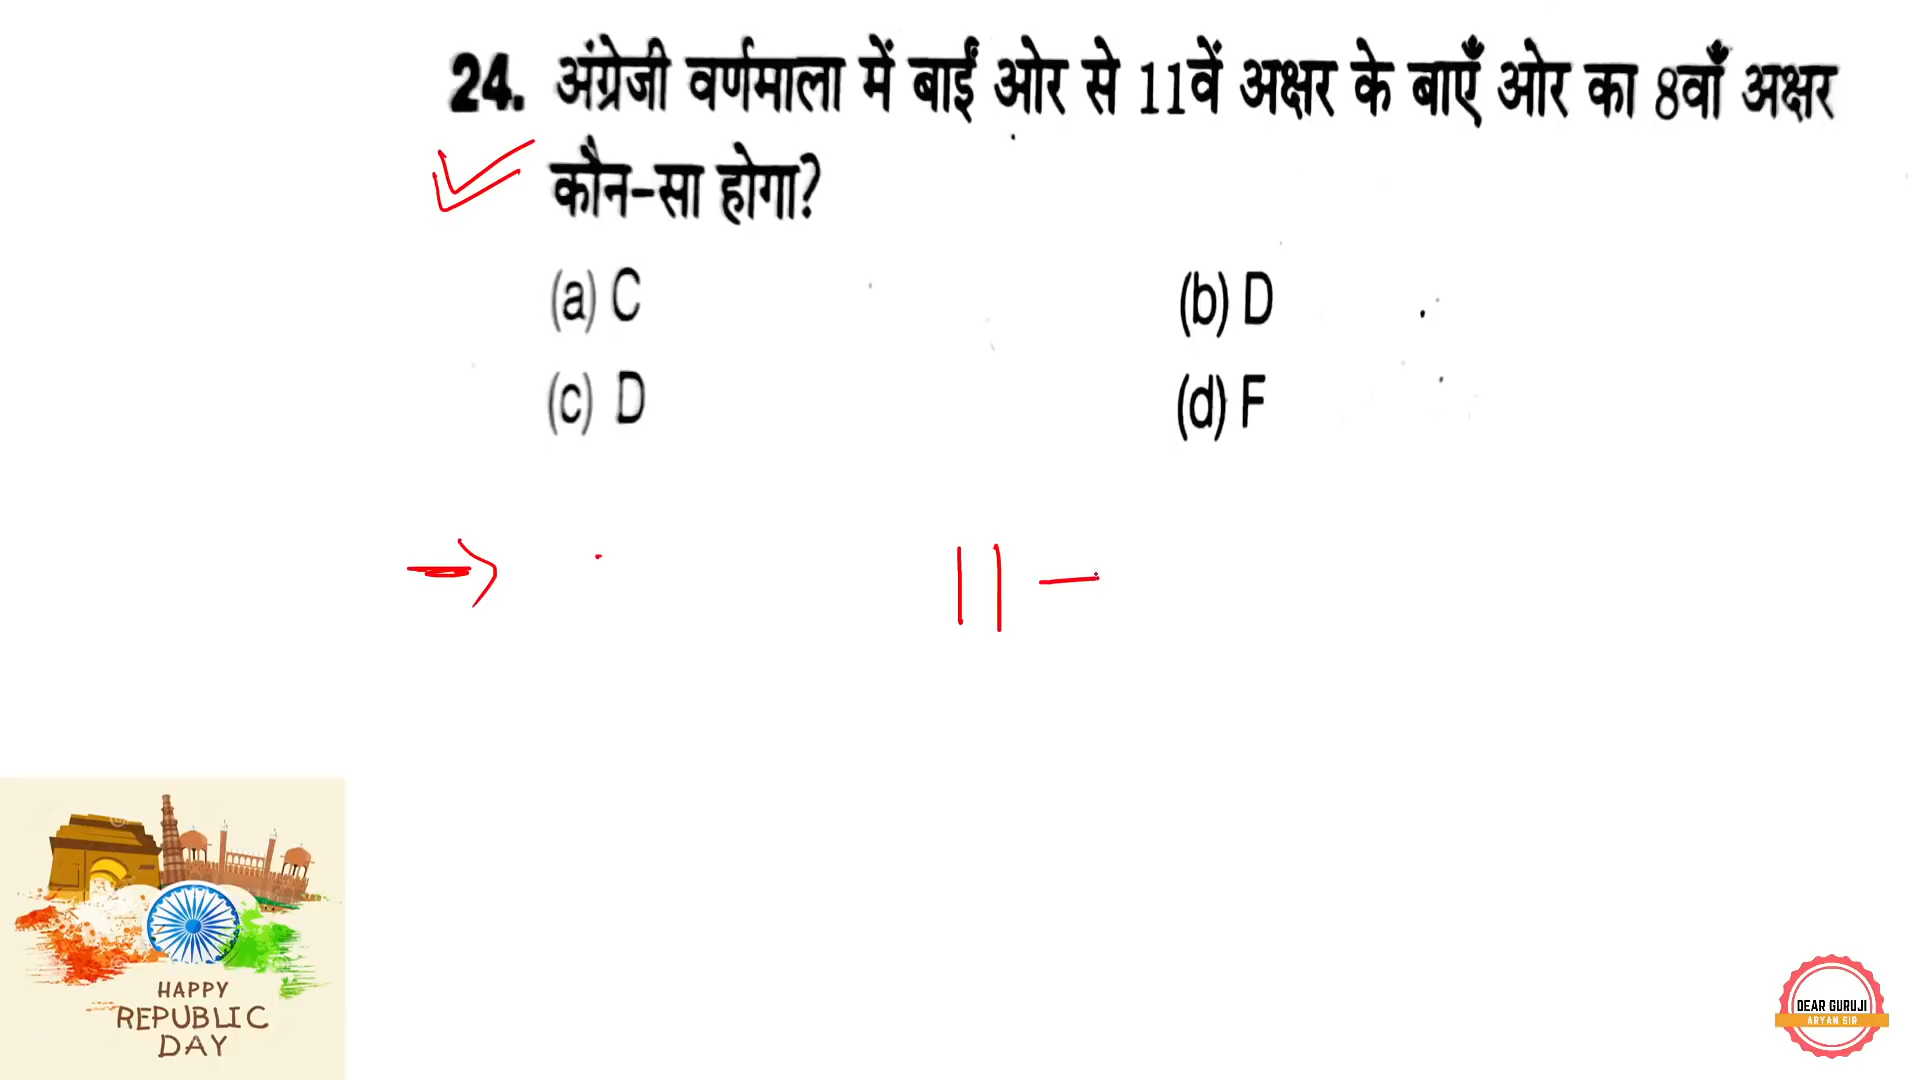 24. अंग्रेजी वर्णमाला में बाईं ओर से 11वें अक्षर के बाएँ ओर का 8वाँ अक्षर
कौन-सा होगा?
(a) C (b) D
(c) D (d) F
11 -
HAPPY
REPUBLIC
DAY
DEAR GURUJI
ARYAN SIR